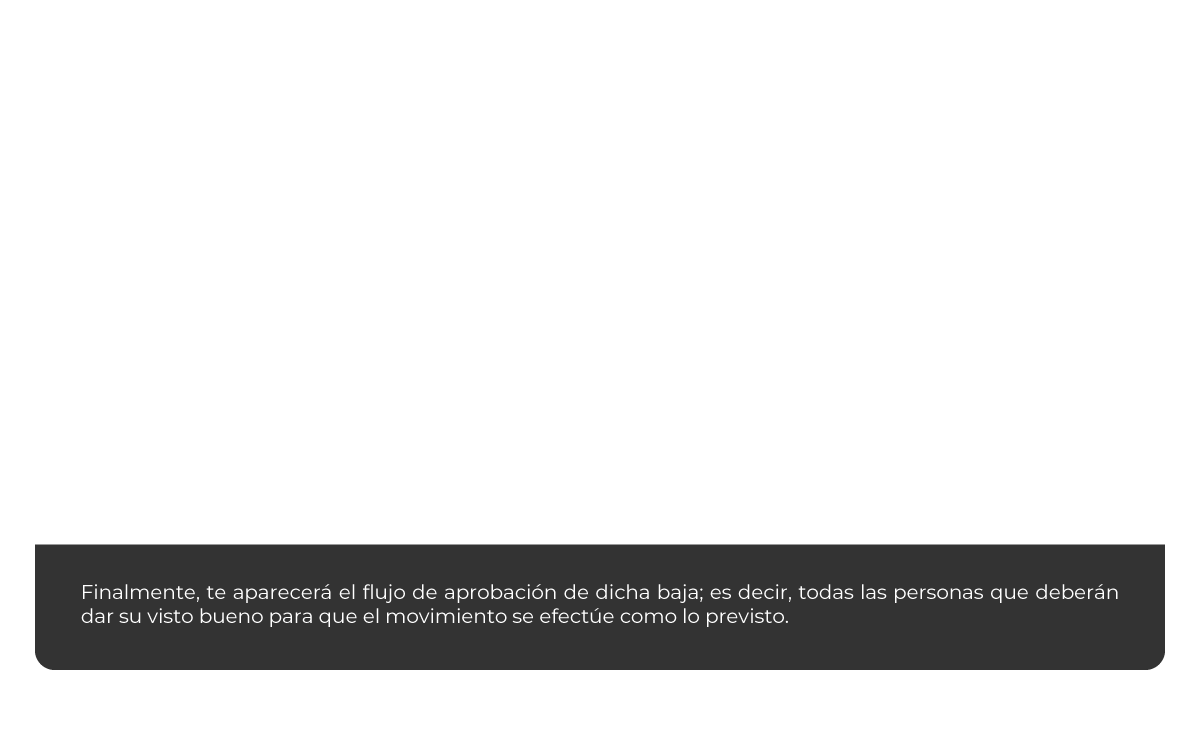 Finalmente, te aparecerá el flujo de aprobación de dicha baja; es decir, todas las personas que deberán
dar su visto bueno para que el movimiento se efectúe como lo previsto.